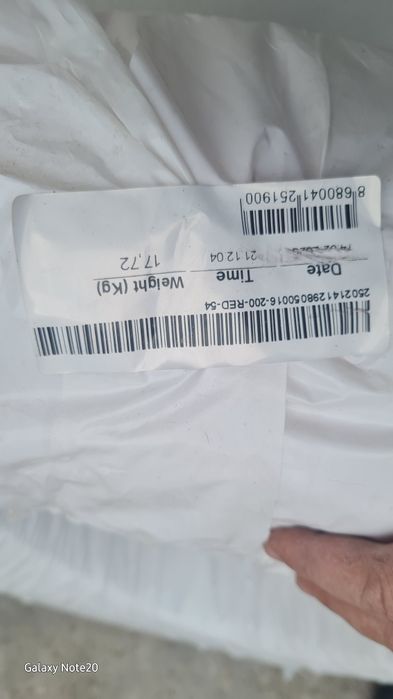 2502141298050016-200-RED-54
Date Time Weight (Kg)
21.12.04 17,72
8 680041 251900
Galaxy Note20